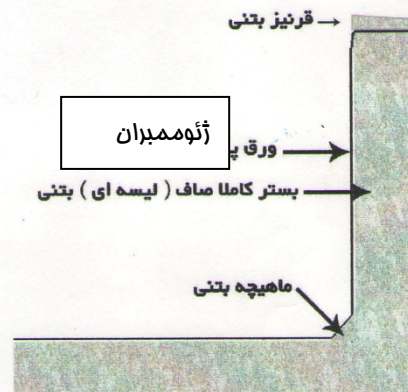 قرنیز بتنی
ژئوممبران
ورق
بستر کاملا صاف ( لیسه ای ) بتنی
ماهیچه بتنی